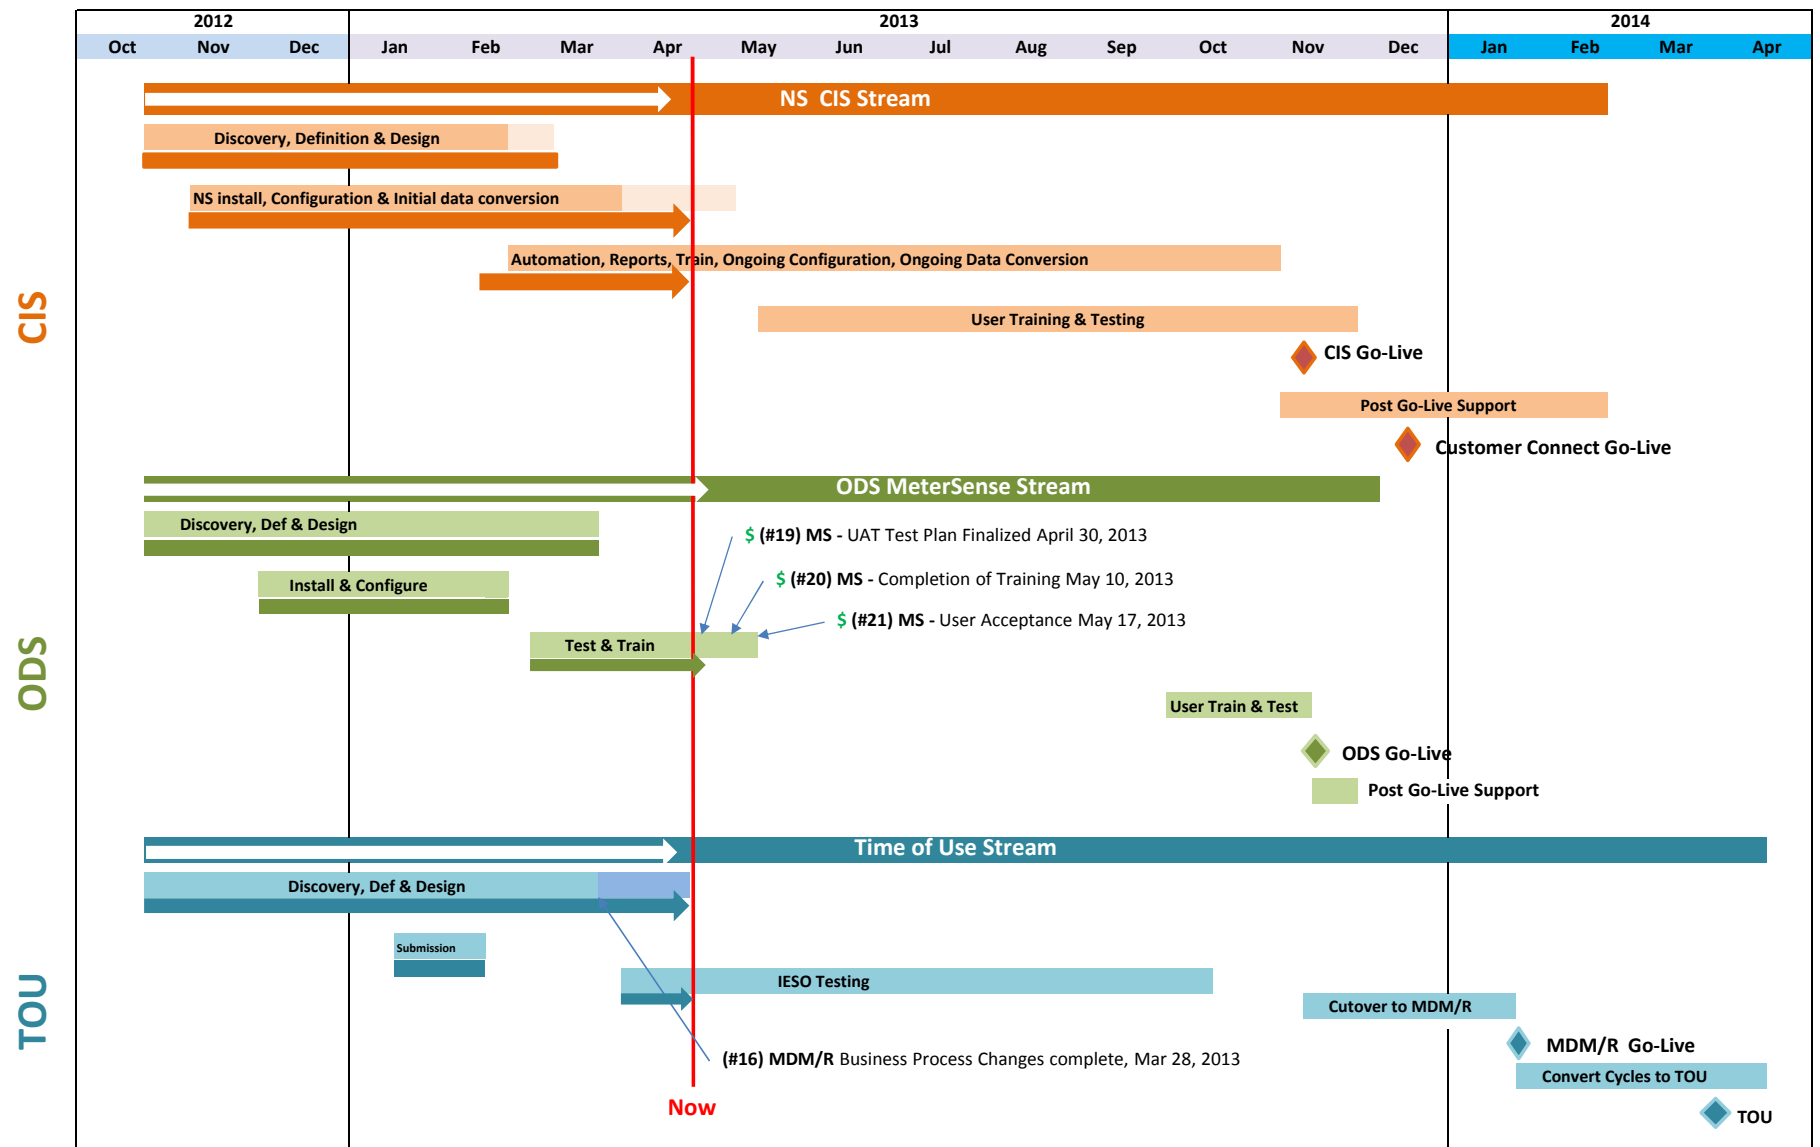 2012 2013 2014
Oct Nov Dec Jan Feb Mar Apr May Jun Jul Aug Sep Oct Nov Dec Jan Feb Mar Apr
CIS
NS CIS Stream
Discovery, Definition & Design
NS install, Configuration & Initial data conversion
Automation, Reports, Train, Ongoing Configuration, Ongoing Data Conversion
User Training & Testing
CIS Go-Live
Post Go-Live Support
Customer Connect Go-Live
ODS
ODS MeterSense Stream
Discovery, Def & Design
$ (#19) MS - UAT Test Plan Finalized April 30, 2013
Install & Configure
$ (#20) MS - Completion of Training May 10, 2013
$ (#21) MS - User Acceptance May 17, 2013
Test & Train
User Train & Test
ODS Go-Live
Post Go-Live Support
TOU
Time of Use Stream
Discovery, Def & Design
Submission
IESO Testing
Cutover to MDM/R
MDM/R Go-Live
(#16) MDM/R Business Process Changes complete, Mar 28, 2013
Convert Cycles to TOU
Now
TOU